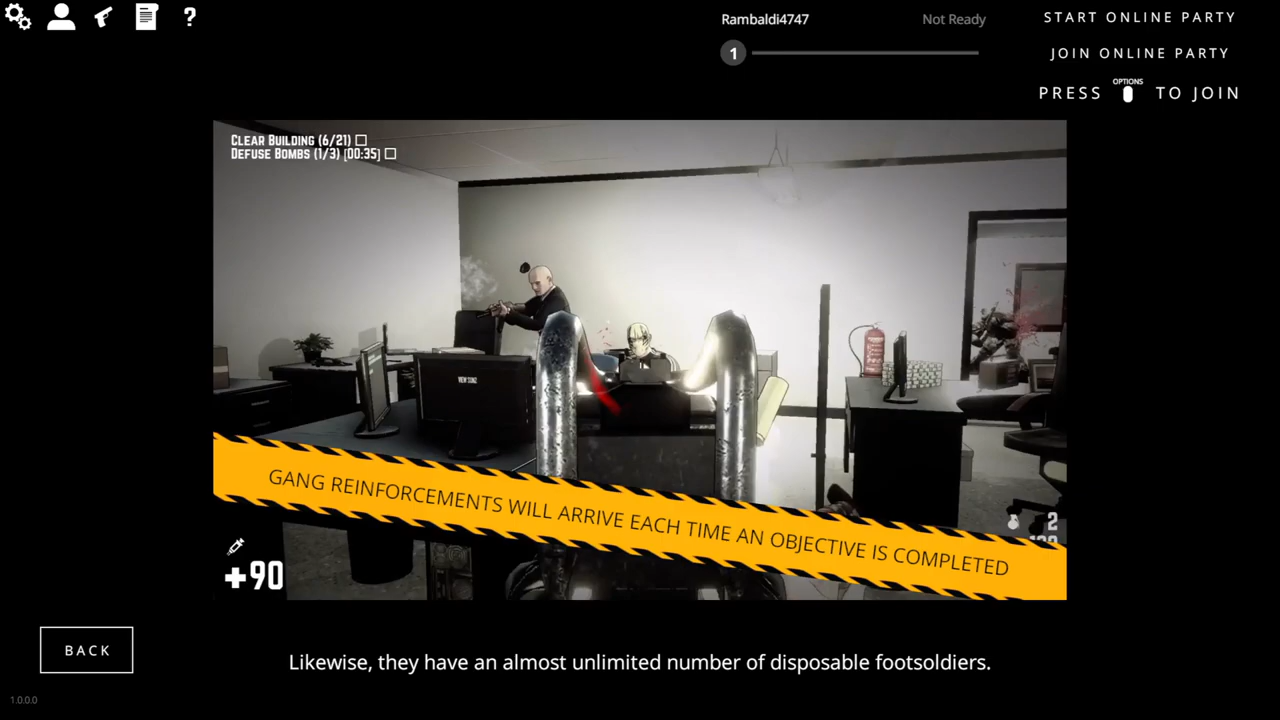 ?
Rambaldi4747
Not Ready
START ONLINE PARTY
1
JOIN ONLINE PARTY
OPTIONS
PRESS TO JOIN
CLEAR BUILDING (6/21)
DEFUSE BOMBS (1/3) [00:35]
GANG REINFORCEMENTS WILL ARRIVE EACH TIME AN OBJECTIVE IS COMPLETED
2
+90
BACK
Likewise, they have an almost unlimited number of disposable footsoldiers.
1.0.0.0